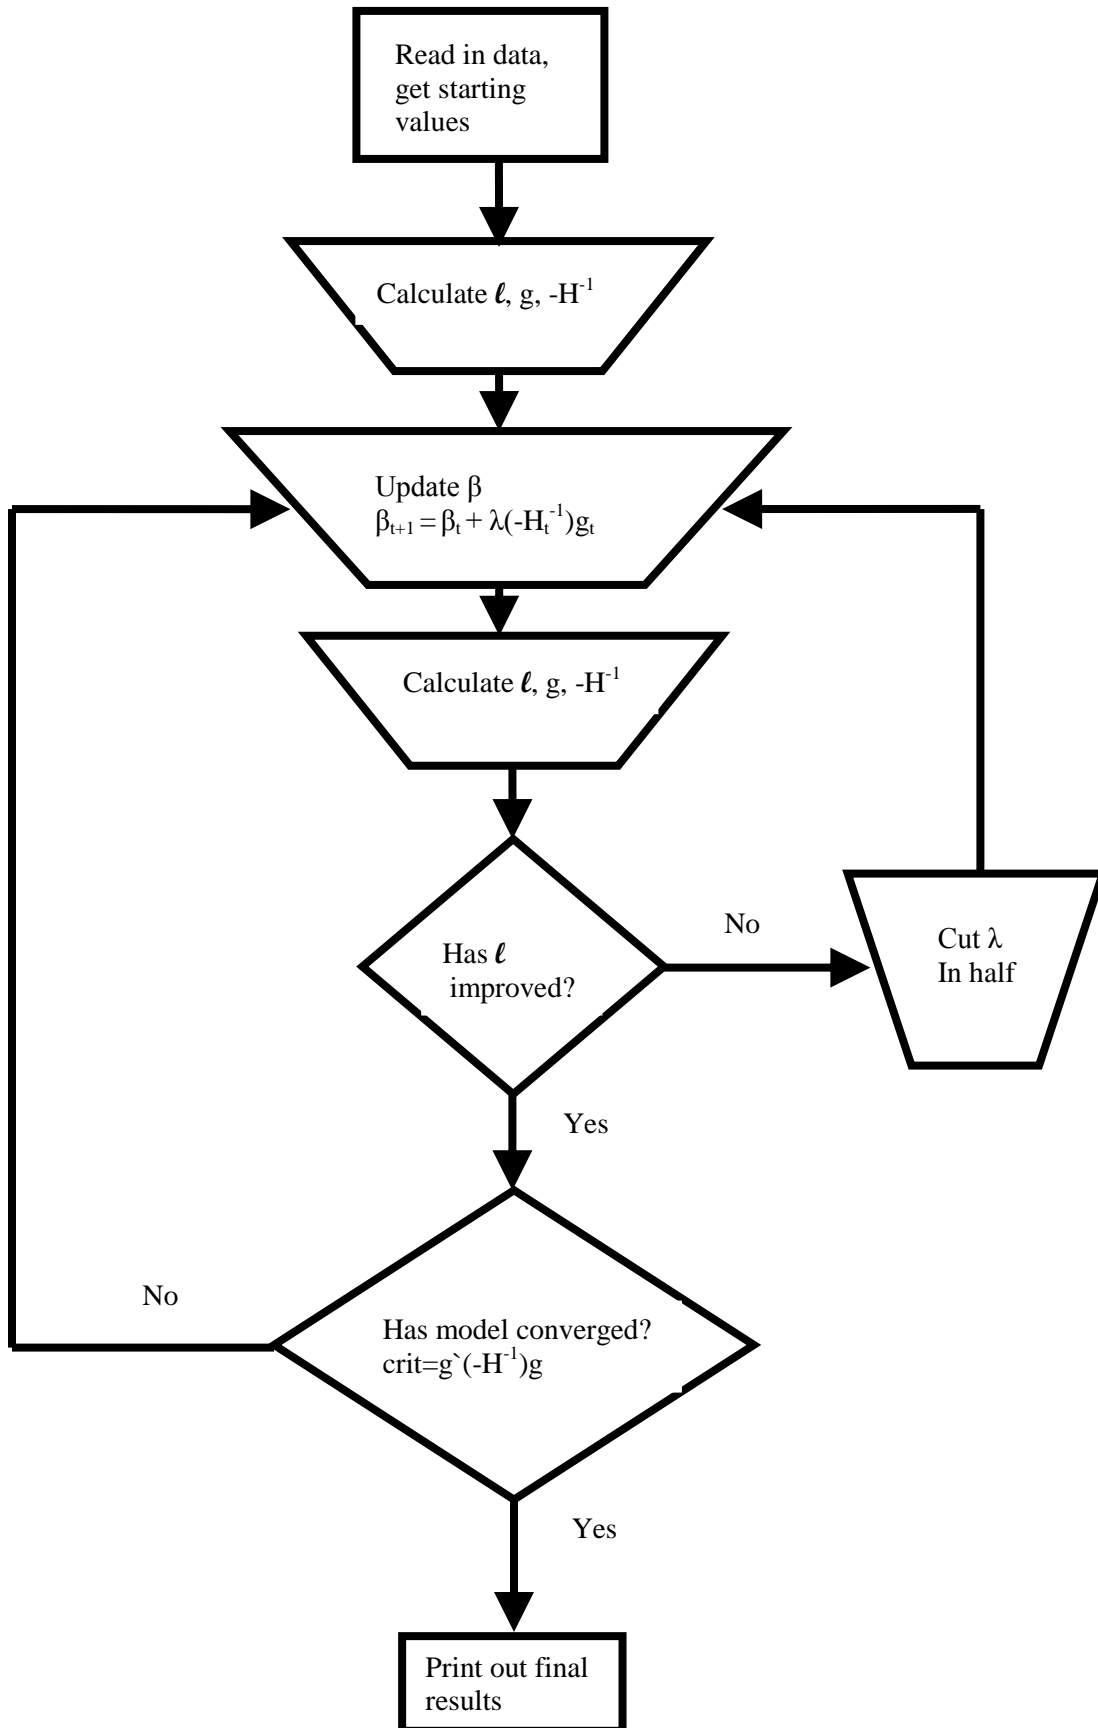 Read in data,
get starting
values
Calculate ℓ, g, -H⁻¹
Update β
βₜ₊₁ = βₜ + λ(-Hₜ⁻¹)gₜ
Calculate ℓ, g, -H⁻¹
Has ℓ
improved?
No
Cut λ
In half
Yes
Has model converged?
crit=g`(-H⁻¹)g
No
Yes
Print out final
results